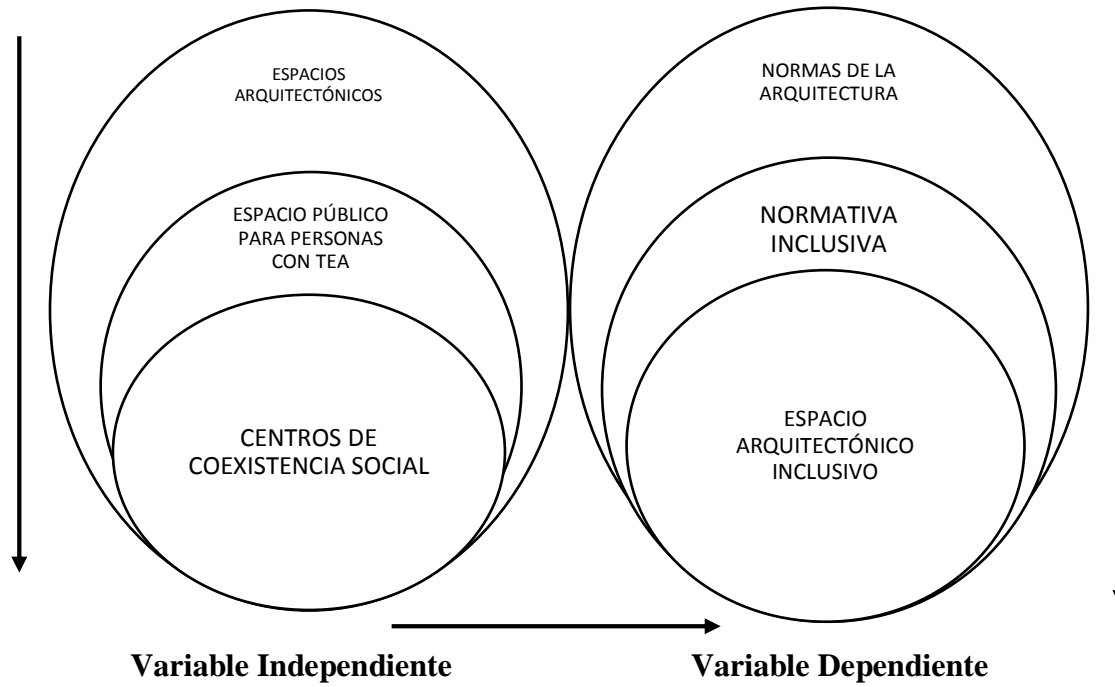 ESPACIOS
ARQUITECTÓNICOS
ESPACIO PÚBLICO
PARA PERSONAS
CON TEA
CENTROS DE
COEXISTENCIA SOCIAL
NORMAS DE LA
ARQUITECTURA
NORMATIVA
INCLUSIVA
ESPACIO
ARQUITECTÓNICO
INCLUSIVO
Variable Independiente
Variable Dependiente